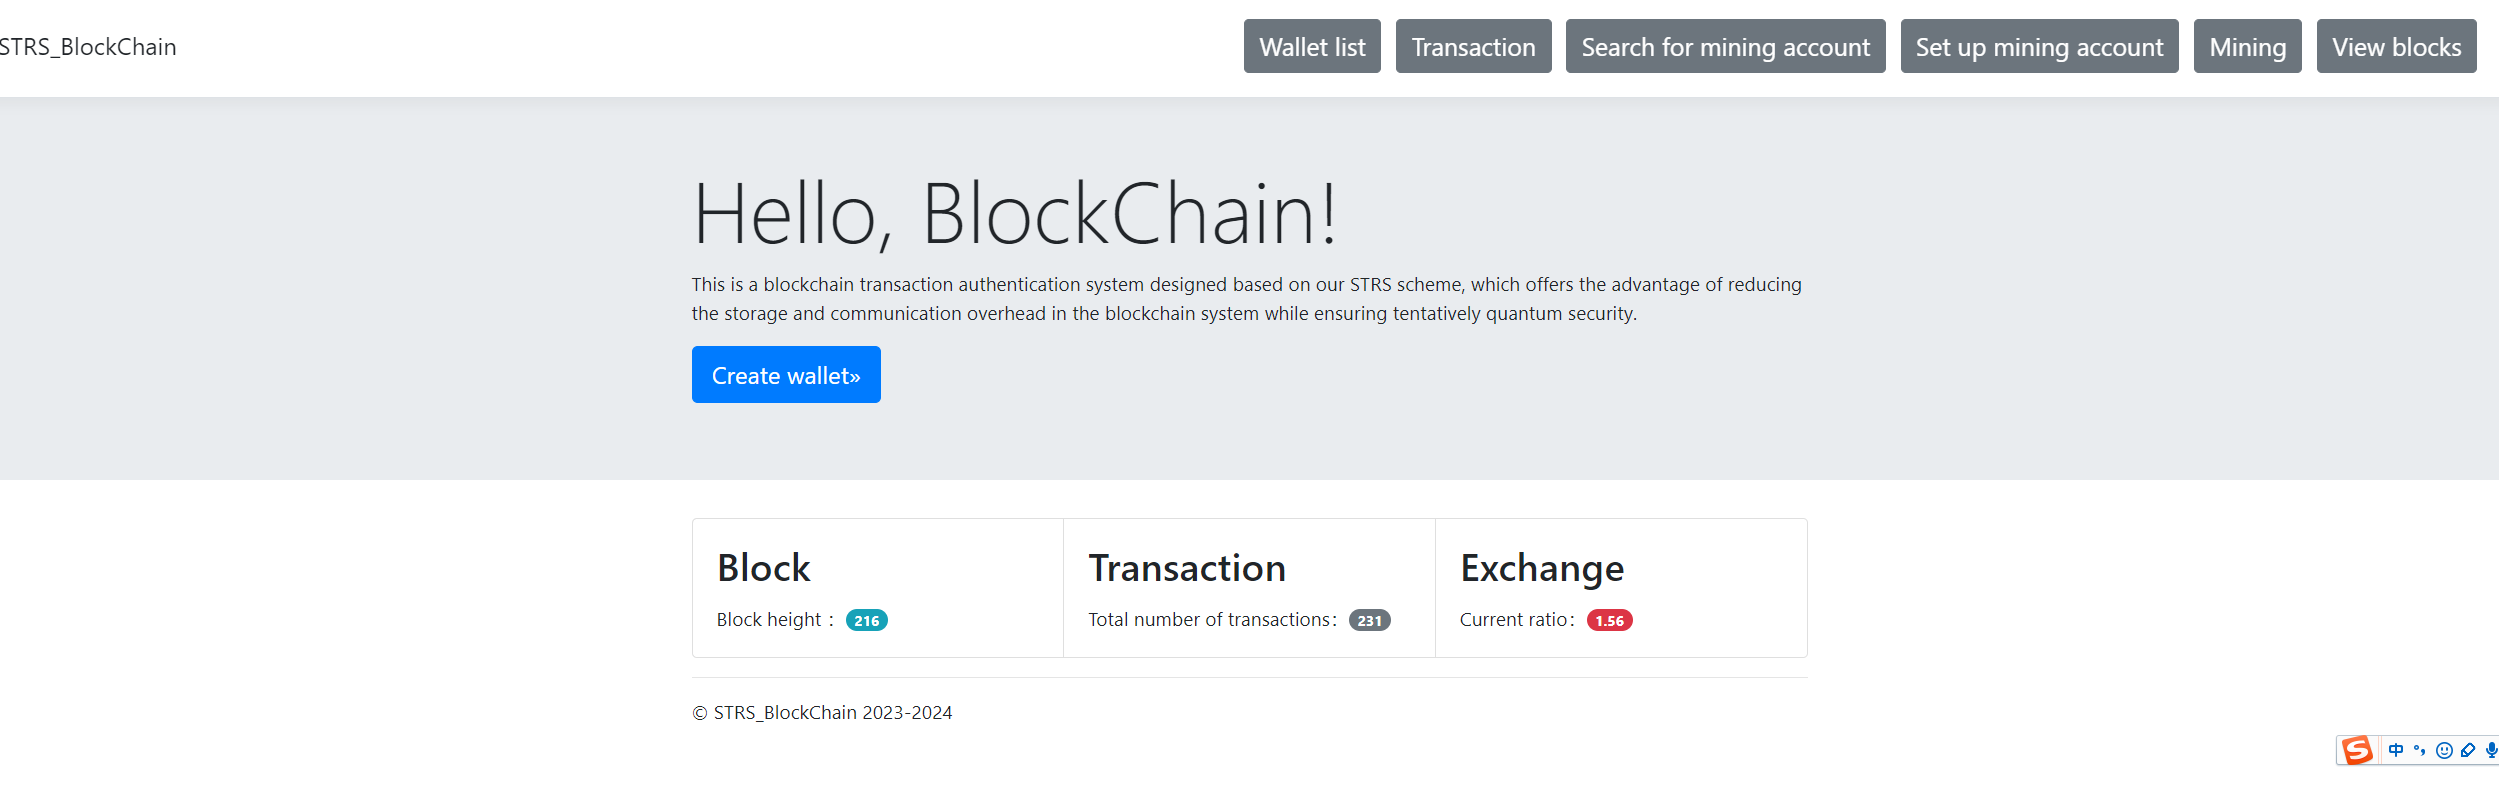 STRS_BlockChain
Wallet list
Transaction
Search for mining account
Set up mining account
Mining
View blocks
Hello, BlockChain!
This is a blockchain transaction authentication system designed based on our STRS scheme, which offers the advantage of reducing
the storage and communication overhead in the blockchain system while ensuring tentatively quantum security.
Create wallet»
Block
Block height： 216
Transaction
Total number of transactions： 231
Exchange
Current ratio： 1.56
© STRS_BlockChain 2023-2024
S 中 °,